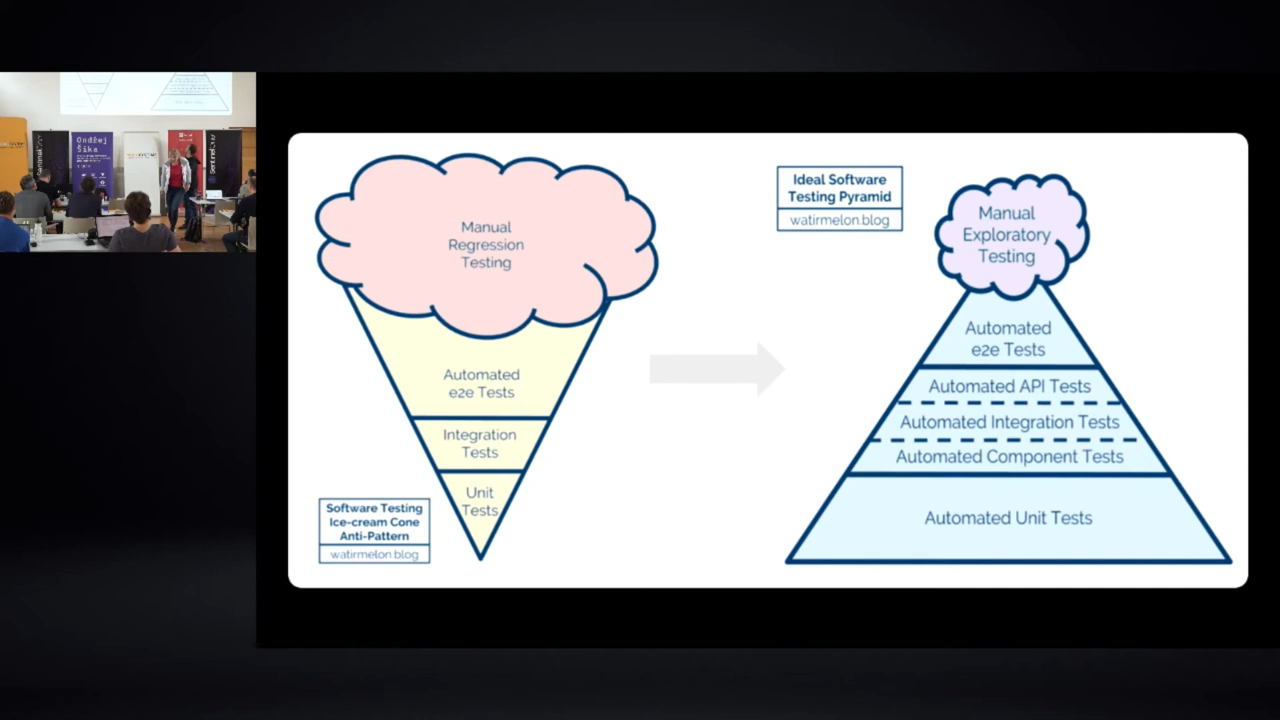 Manual
Regression
Testing
Automated
e2e Tests
Integration
Tests
Unit
Tests
Software Testing
Ice-cream Cone
Anti-Pattern
watirmelon.blog
Ideal Software
Testing Pyramid
watirmelon.blog
Manual
Exploratory
Testing
Automated
e2e Tests
Automated API Tests
Automated Integration Tests
Automated Component Tests
Automated Unit Tests
Ondřej
Šika